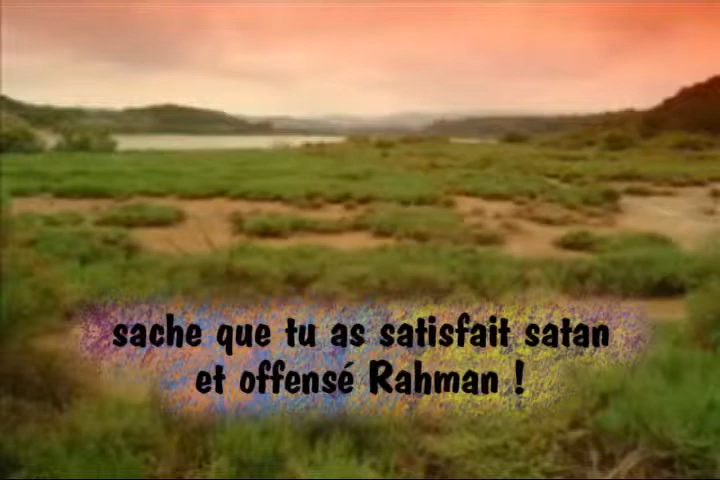 sache que tu as satisfait satan
et offensé Rahman !